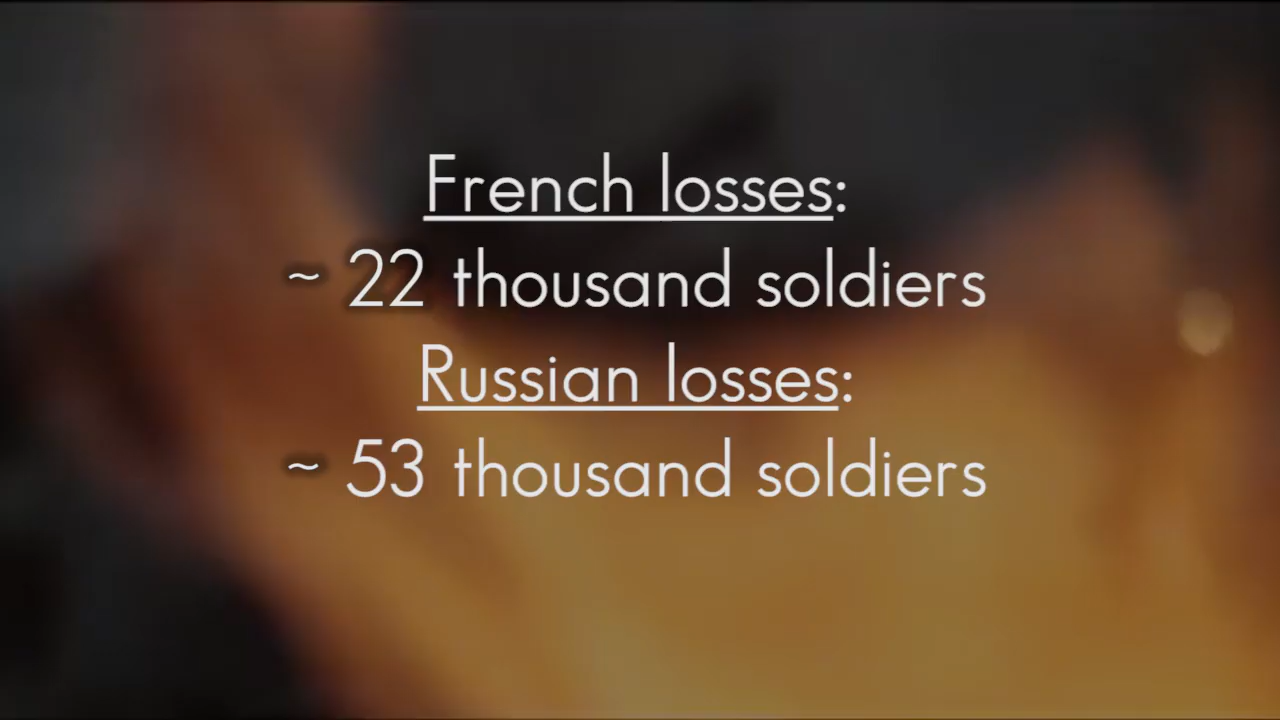 French losses:
~ 22 thousand soldiers
Russian losses:
~ 53 thousand soldiers